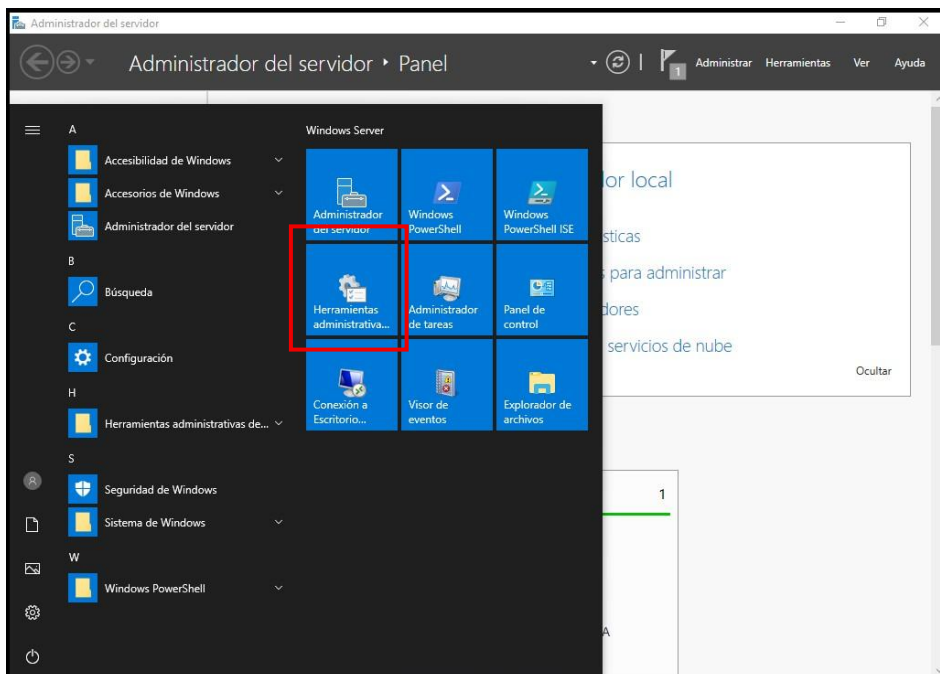 Administrador del servidor
Administrador del servidor ‣ Panel
1
Administrar Herramientas Ver Ayuda
A
Accesibilidad de Windows
Accesorios de Windows
Administrador del servidor
B
Búsqueda
C
Configuración
H
Herramientas administrativas de...
S
Seguridad de Windows
Sistema de Windows
W
Windows PowerShell
Windows Server
Administrador
del servidor
Windows
PowerShell
Windows
PowerShell ISE
Herramientas
administrativa...
Administrador
de tareas
Panel de
control
Conexión a
Escritorio...
Visor de
eventos
Explorador de
archivos
or local
sticas
para administrar
dores
servicios de nube
Ocultar
1
A